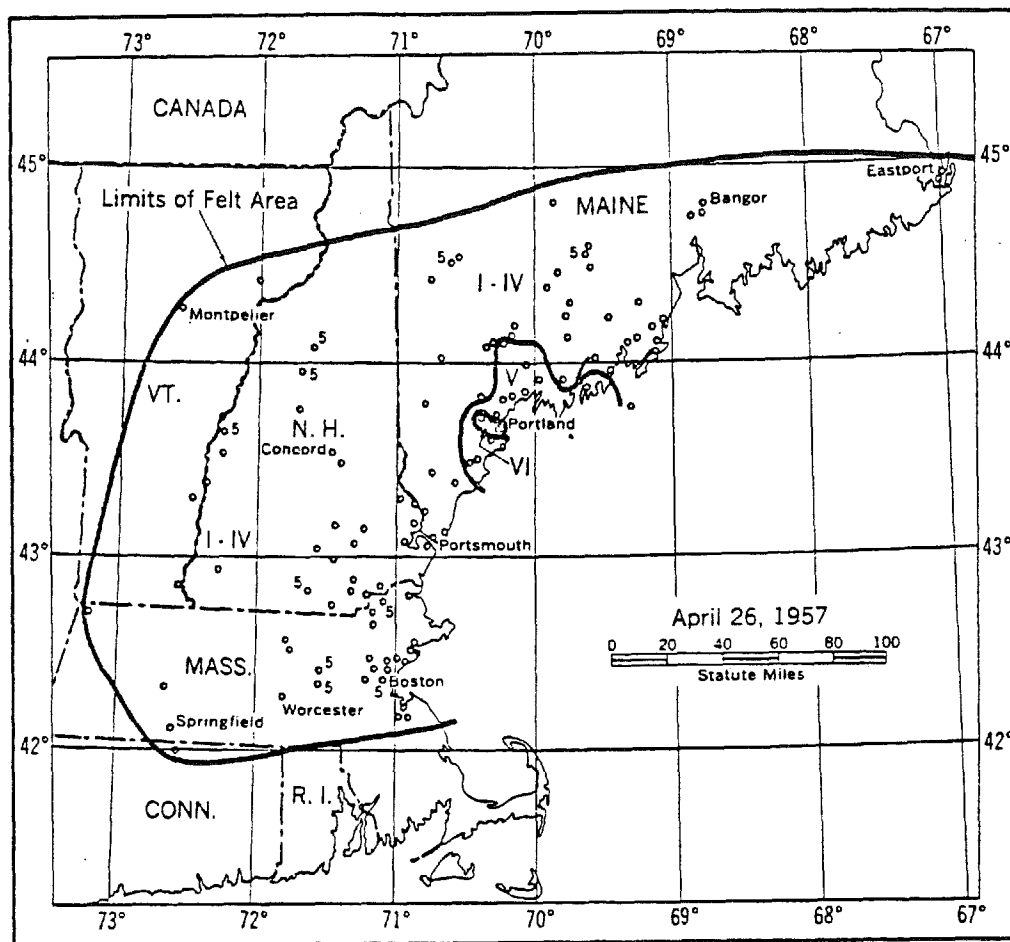 73° 72° 71° 70° 69° 68° 67°
CANADA
45° 45°
Eastport
Limits of Felt Area
MAINE
Bangor
5 5
I - IV
Montpelier
5
44° 44°
5
V
VT.
N. H.
5
Portland
Concord
VI
I - IV
Portsmouth
43° 43°
5
5
April 26, 1957
0 20 40 60 80 100
Statute Miles
MASS.
5
5 5 Boston
Worcester
Springfield
42° 42°
CONN.
R. I.
73° 72° 71° 70° 69° 68° 67°